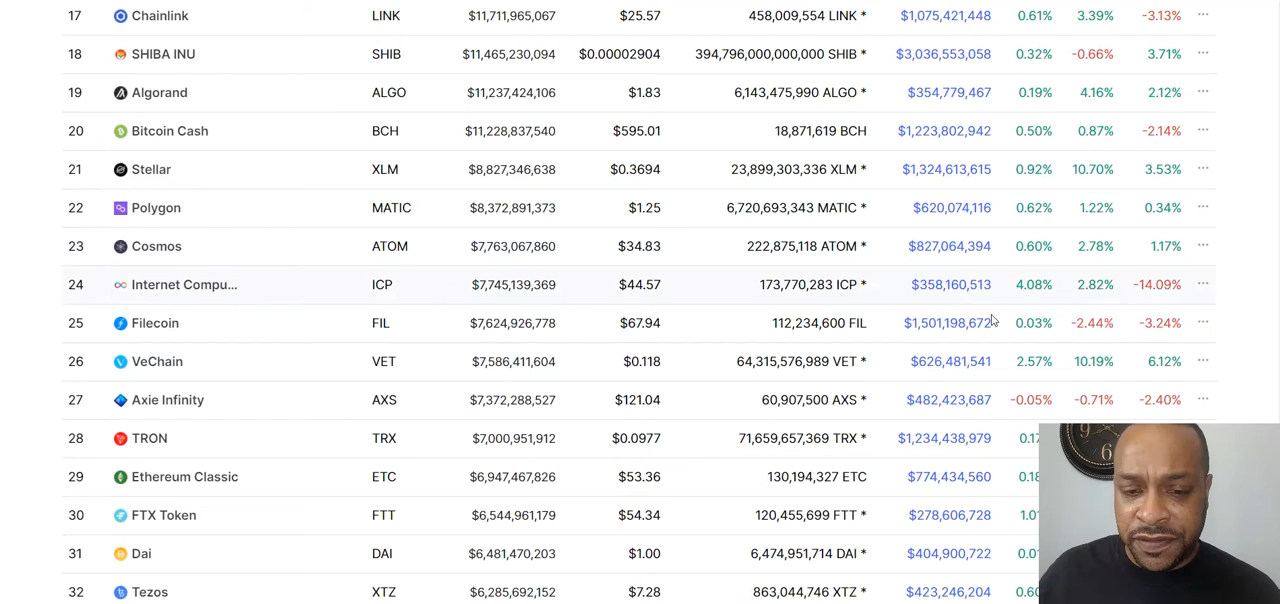 17 Chainlink LINK $11,711,965,067 $25.57 458,009,554 LINK * $1,075,421,448 0.61% 3.39% -3.13% ...
18 SHIBA INU SHIB $11,465,230,094 $0.00002904 394,796,000,000,000 SHIB * $3,036,553,058 0.32% -0.66% 3.71% ...
19 Algorand ALGO $11,237,424,106 $1.83 6,143,475,990 ALGO * $354,779,467 0.19% 4.16% 2.12% ...
20 Bitcoin Cash BCH $11,228,837,540 $595.01 18,871,619 BCH $1,223,802,942 0.50% 0.87% -2.14% ...
21 Stellar XLM $8,827,346,638 $0.3694 23,899,303,336 XLM * $1,324,613,615 0.92% 10.70% 3.53% ...
22 Polygon MATIC $8,372,891,373 $1.25 6,720,693,343 MATIC * $620,074,116 0.62% 1.22% 0.34% ...
23 Cosmos ATOM $7,763,067,860 $34.83 222,875,118 ATOM * $827,064,394 0.60% 2.78% 1.17% ...
24 Internet Compu... ICP $7,745,139,369 $44.57 173,770,283 ICP * $358,160,513 4.08% 2.82% -14.09% ...
25 Filecoin FIL $7,624,926,778 $67.94 112,234,600 FIL $1,501,198,672 0.03% -2.44% -3.24% ...
26 VeChain VET $7,586,411,604 $0.118 64,315,576,989 VET * $626,481,541 2.57% 10.19% 6.12% ...
27 Axie Infinity AXS $7,372,288,527 $121.04 60,907,500 AXS * $482,423,687 -0.05% -0.71% -2.40% ...
28 TRON TRX $7,000,951,912 $0.0977 71,659,657,369 TRX * $1,234,438,979
29 Ethereum Classic ETC $6,947,467,826 $53.36 130,194,327 ETC $774,434,560
30 FTX Token FTT $6,544,961,179 $54.34 120,455,699 FTT * $278,606,728
31 Dai DAI $6,481,470,203 $1.00 6,474,951,714 DAI * $404,900,722
32 Tezos XTZ $6,285,692,152 $7.28 863,044,746 XTZ * $423,246,204